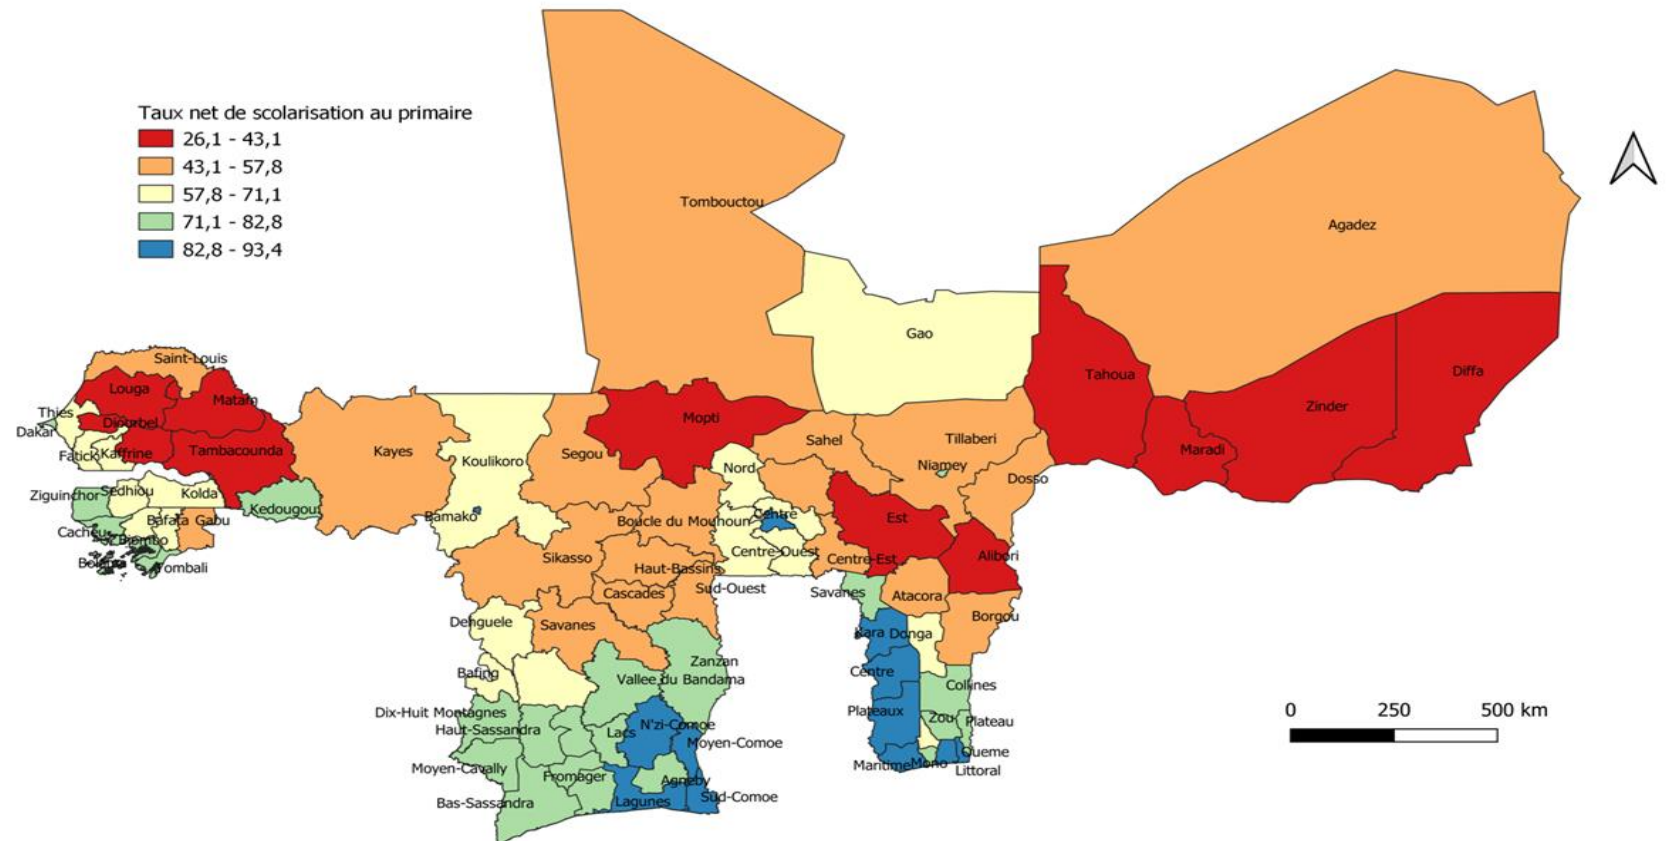 Taux net de scolarisation au primaire
26,1 - 43,1
43,1 - 57,8
57,8 - 71,1
71,1 - 82,8
82,8 - 93,4
Tombouctou
Agadez
Gao
Saint-Louis
Louga
Matam
Thies
Dakar
Diourbel
Fatick
Kaffrine
Tambacounda
Ziguinchor
Sedhiou
Kolda
Kedougou
Cacheu
Bafata
Gabu
Biombo
Tombali
Kayes
Koulikoro
Bamako
Segou
Mopti
Sikasso
Tahoua
Maradi
Zinder
Diffa
Sahel
Tillaberi
Niamey
Dosso
Nord
Centre
Boucle du Mouhoun
Centre-Ouest
Centre-Est
Est
Haut-Bassins
Cascades
Sud-Ouest
Alibori
Savanes
Atacora
Borgou
Denguele
Savanes
Bafing
Zanzan
Vallee du Bandama
Kara
Donga
Centre
Collines
Plateaux
Zou
Plateau
Maritime
Mono
Oueme
Littoral
Dix-Huit Montagnes
Haut-Sassandra
Lacs
N'zi-Comoe
Moyen-Comoe
Moyen-Cavally
Fromager
Agneby
Bas-Sassandra
Lagunes
Sud-Comoe
0 250 500 km